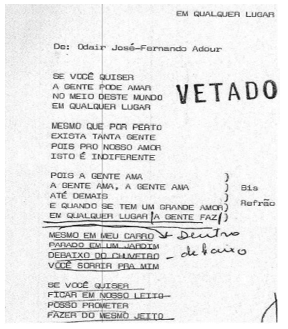 EM QUALQUER LUGAR
De: Odair José-Fernando Adour
SE VOCÊ QUISER
A GENTE PODE AMAR
NO MEIO DESTE MUNDO
EM QUALQUER LUGAR
VETADO
MESMO QUE POR PERTO
EXISTA TANTA GENTE
POIS PRO NOSSO AMOR
ISTO É INDIFERENTE
POIS A GENTE AMA )
A GENTE AMA, A GENTE AMA ) Bis
ATÉ DEMAIS )
E QUANDO SE TEM UM GRANDE AMOR) Refrão
EM QUALQUER LUGAR/A GENTE FAZ/)
MESMO EM MEU CARRO → Dentro
PARADO EM UM JARDIM
DEBAIXO DO CHUVEIRO - debaixo
VOCÊ SORRIR PRA MIM
SE VOCÊ QUISER
FICAR EM NOSSO LEITO
POSSO PROMETER
FAZER DO MESMO JEITO